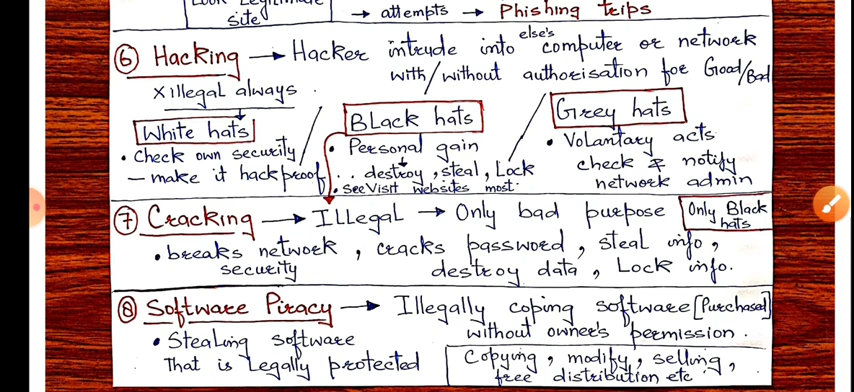 Look Legitimate
site
→ attempts → Phishing trips
⑥ Hacking → Hacker intrude into else's computer or network
with/without authorisation for Good/Bad
X illegal always
White hats
• Check own security
— make it hackproof
Black hats
• Personal gain
.. destroy, steal, Lock
• see Visit websites most.
Grey hats
• Volantary acts
check & notify
network admin
⑦ Cracking → Illegal → Only bad purpose
Only Black
hats
• breaks network, cracks password, steal info,
security destroy data, Lock info.
⑧ Software Piracy → Illegally coping software [Purchased]
without owner's permission.
• Stealing software
That is Legally protected
Copying, modify, selling,
free distribution etc